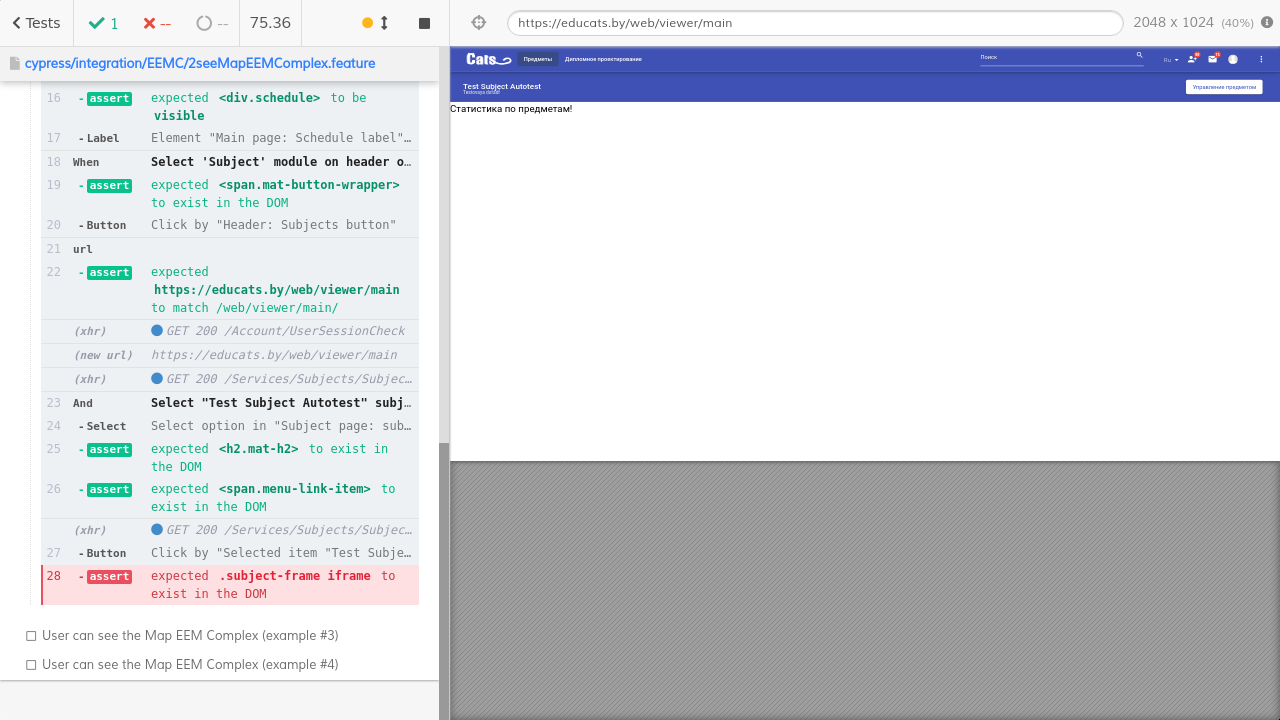 Tests
1
--
--
75.36
https://educats.by/web/viewer/main
2048 x 1024 (40%)
cypress/integration/EEMC/2seeMapEEMComplex.feature
16 - assert expected <div.schedule> to be
visible
17 - Label Element "Main page: Schedule label"…
18 When Select 'Subject' module on header o…
19 - assert expected <span.mat-button-wrapper>
to exist in the DOM
20 - Button Click by "Header: Subjects button"
21 url
22 - assert expected
https://educats.by/web/viewer/main
to match /web/viewer/main/
(xhr) GET 200 /Account/UserSessionCheck
(new url) https://educats.by/web/viewer/main
(xhr) GET 200 /Services/Subjects/Subjec…
23 And Select "Test Subject Autotest" subj…
24 - Select Select option in "Subject page: sub…
25 - assert expected <h2.mat-h2> to exist in
the DOM
26 - assert expected <span.menu-link-item> to
exist in the DOM
(xhr) GET 200 /Services/Subjects/Subjec…
27 - Button Click by "Selected item "Test Subje…
28 - assert expected .subject-frame iframe to
exist in the DOM
User can see the Map EEM Complex (example #3)
User can see the Map EEM Complex (example #4)
Cats
Предметы
Дипломное проектирование
Поиск
Ru
Test Subject Autotest
Управление предметом
Статистика по предметам!